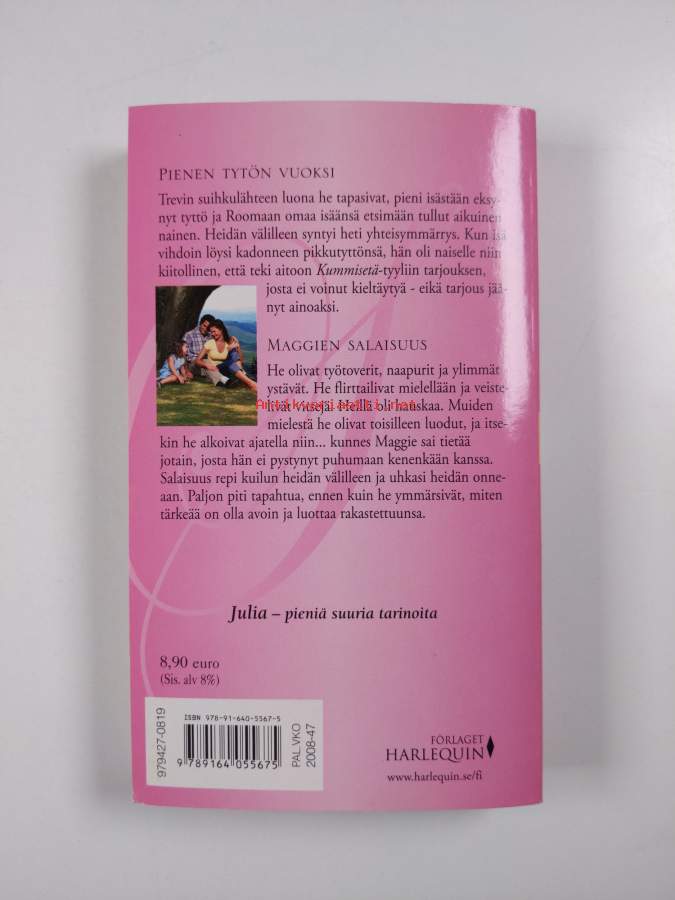 PIENEN TYTÖN VUOKSI
Trevin suihkulähteen luona he tapasivat, pieni isästään eksy-
nyt tyttö ja Roomaan omaa isäänsä etsimään tullut aikuinen
nainen. Heidän välilleen syntyi heti yhteisymmärrys. Kun isä
vihdoin löysi kadonneen pikkutyttönsä, hän oli naiselle niin
kiitollinen, että teki aitoon Kummisetä-tyyliin tarjouksen,
josta ei voinut kieltäytyä - eikä tarjous jää-
nyt ainoaksi.
MAGGIEN SALAISUUS
He olivat työtoverit, naapurit ja ylimmät
ystävät. He flirttailivat mielellään ja veiste-
livät vitsejä. Heillä oli hauskaa. Muiden
Antikvariaatti.net
mielestä he olivat toisilleen luodut, ja itse-
kin he alkoivat ajatella niin... kunnes Maggie sai tietää
jotain, josta hän ei pystynyt puhumaan kenenkään kanssa.
Salaisuus repi kuilun heidän välilleen ja uhkasi heidän onne-
aan. Paljon piti tapahtua, ennen kuin he ymmärsivät, miten
tärkeää on olla avoin ja luottaa rakastettuunsa.
Julia – pieniä suuria tarinoita
8,90 euro
(Sis. alv 8%)
979427-0819
ISBN 978-91-640-5567-5
9 789164 055675
PAL.VKO
2008-47
FÖRLAGET
HARLEQUIN
www.harlequin.se/fi